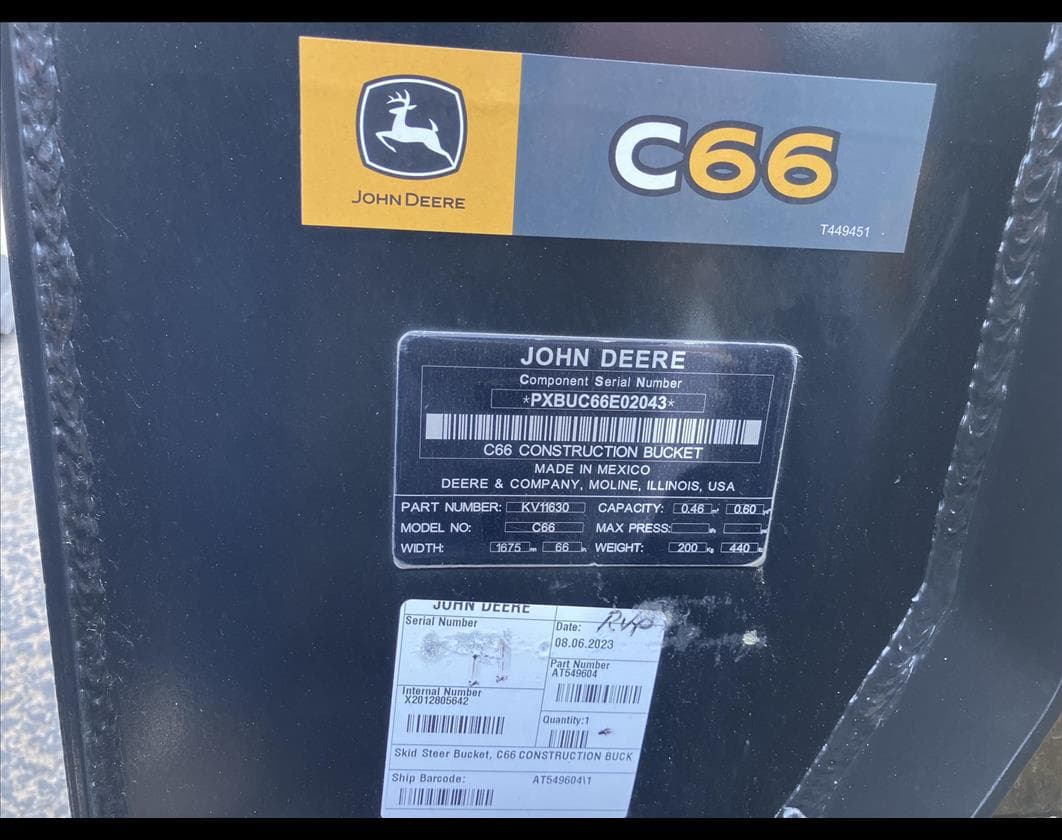 JOHN DEERE
C66
T449451
JOHN DEERE
Component Serial Number
*PXBUC66E02043*
C66 CONSTRUCTION BUCKET
MADE IN MEXICO
DEERE & COMPANY, MOLINE, ILLINOIS, USA
PART NUMBER: KV11630 CAPACITY: 0.46 m³ 0.60
MODEL NO: C66 MAX PRESS:
WIDTH: 1675 66 WEIGHT: 200 kg 440
JOHN DEERE
Serial Number
Date: RVP
08.06.2023
Part Number
AT549604
Internal Number
X2012805642
Quantity:1
Skid Steer Bucket, C66 CONSTRUCTION BUCK
Ship Barcode: AT549604\1